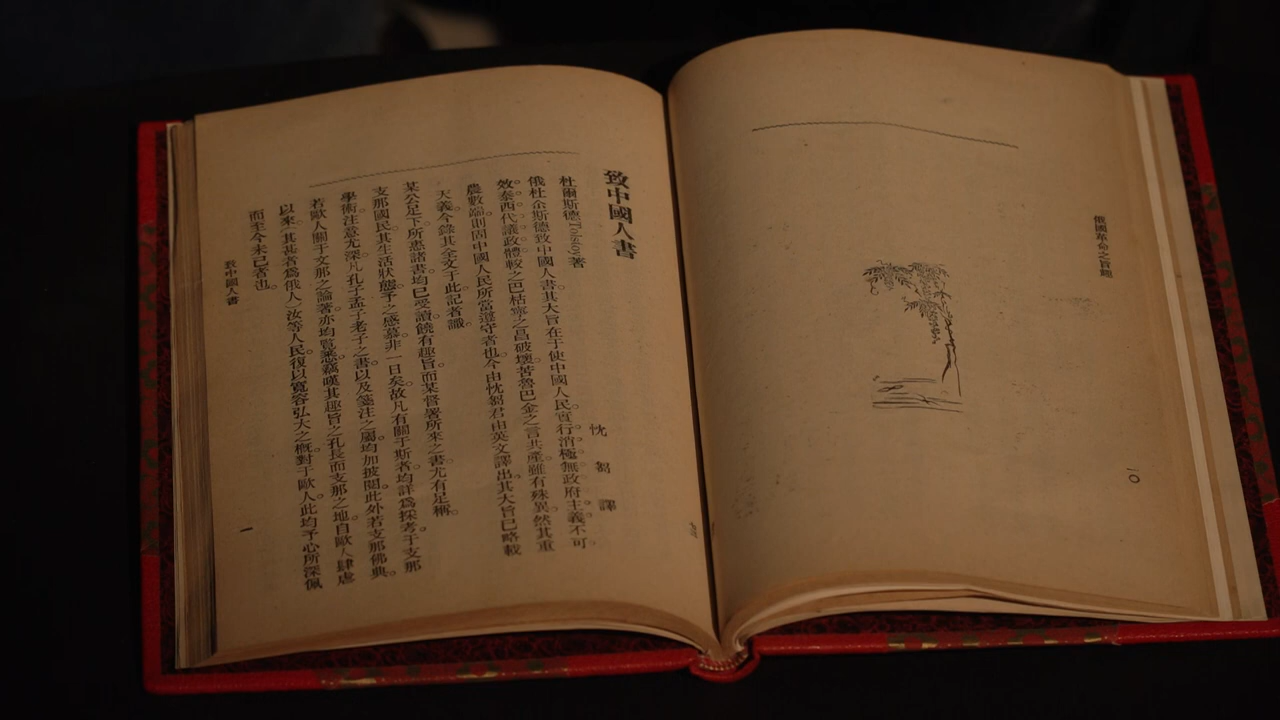 俄國革命之旨趣
一〇
致中國人書
杜爾斯德Tolstoy著
忱芻譯
俄杜尒斯德致中國人書。其大旨在于使中國人民實行消極無政府主義不可
效泰西代議政體較之巴枯寧之昌破壞苦魯巴金之言共產雖有殊異然其重
農數端則固中國人民所當遵守者也今由忱芻君由英文譯出其大旨已略載
天義今錄其全文于此記者識。
某公足下所惠諸書均已受讀饒有趣旨而某督署所來之書尤有足稱。
支那國民其生活狀態予之感慕非一日矣。故凡有關于斯者均詳爲探考于支那
學術注意尤深。凡孔子孟子老子之書以及箋注之屬均加披閱。此外若支那佛典。
若歐人關于支那之論著亦均覽悉竊嘆其趣旨之孔長而支那之地自歐人肆虐
以來(其甚者爲俄人)汝等人民復以寬容弘大之概對于歐人此均予心所深佩
而至今未已者也。
致中國人書
一